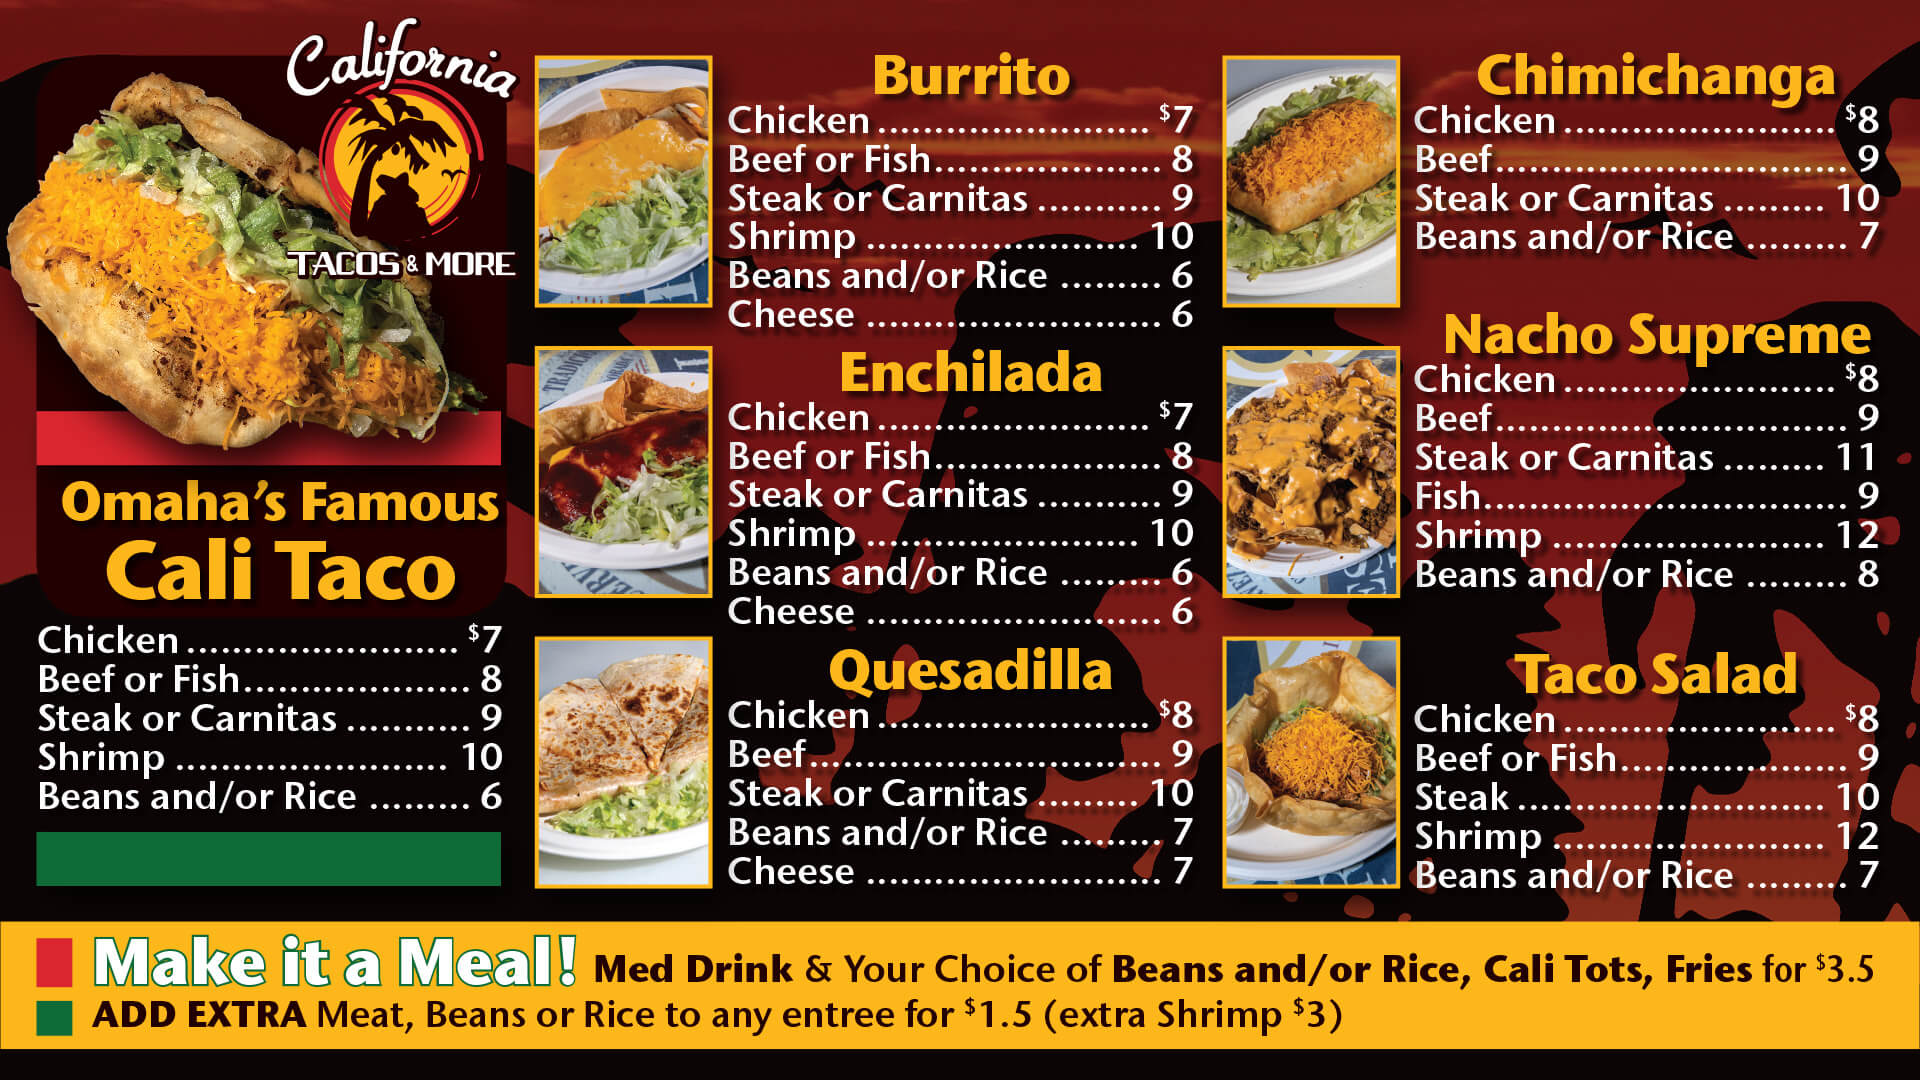 California
TACOS & MORE
Omaha's Famous
Cali Taco
Chicken ........................ $7
Beef or Fish.................... 8
Steak or Carnitas ........... 9
Shrimp ........................ 10
Beans and/or Rice ......... 6
Burrito
Chicken ........................ $7
Beef or Fish.................... 8
Steak or Carnitas ........... 9
Shrimp ........................ 10
Beans and/or Rice ......... 6
Cheese .......................... 6
Enchilada
Chicken ........................ $7
Beef or Fish.................... 8
Steak or Carnitas ........... 9
Shrimp ........................ 10
Beans and/or Rice ......... 6
Cheese .......................... 6
Quesadilla
Chicken ........................ $8
Beef............................... 9
Steak or Carnitas ......... 10
Beans and/or Rice ......... 7
Cheese .......................... 7
Chimichanga
Chicken ........................ $8
Beef............................... 9
Steak or Carnitas ......... 10
Beans and/or Rice ......... 7
Nacho Supreme
Chicken ........................ $8
Beef............................... 9
Steak or Carnitas ......... 11
Fish................................ 9
Shrimp ........................ 12
Beans and/or Rice ......... 8
Taco Salad
Chicken ........................ $8
Beef or Fish.................... 9
Steak ........................... 10
Shrimp ........................ 12
Beans and/or Rice ......... 7
Make it a Meal! Med Drink & Your Choice of Beans and/or Rice, Cali Tots, Fries for $3.5
ADD EXTRA Meat, Beans or Rice to any entree for $1.5 (extra Shrimp $3)